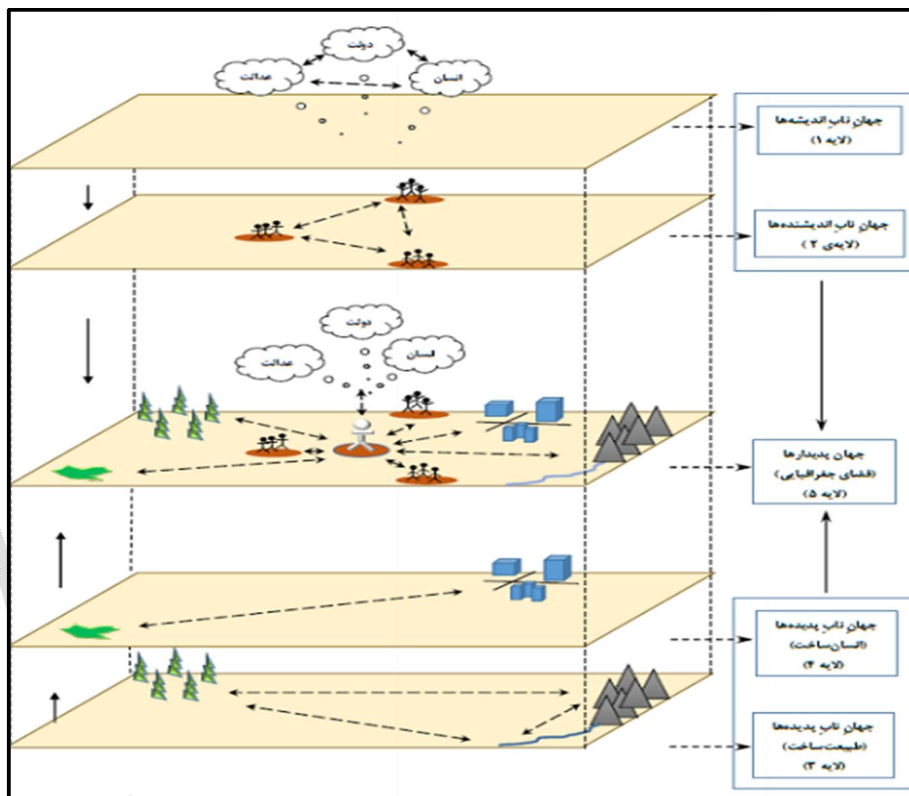 دولت
عدالت
انسان
جهانِ نابِ اندیشه‌ها
(لایه ۱)
جهانِ نابِ اندیشنده‌ها
(لایه‌ی ۲)
دولت
عدالت
انسان
جهان پدیدارها
(فضای جغرافیایی)
(لایه ۵)
جهانِ نابِ پدیده‌ها
(انسان‌ساخت)
(لایه ۴)
جهانِ نابِ پدیده‌ها
(طبیعت‌ساخت)
(لایه ۳)